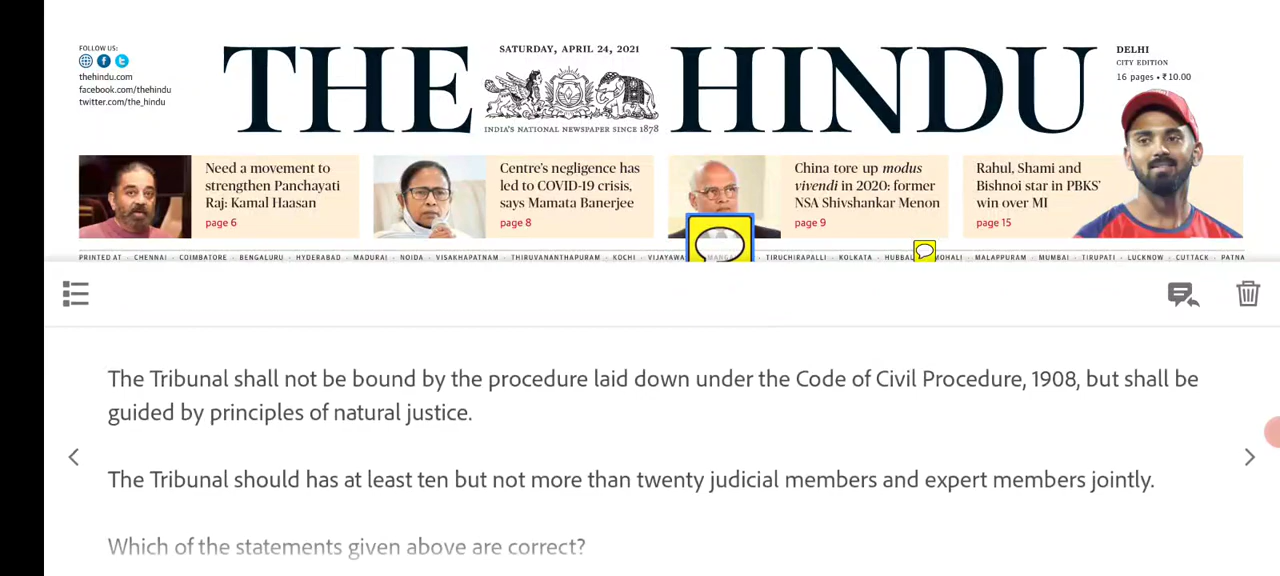 FOLLOW US:
thehindu.com
facebook.com/thehindu
twitter.com/the_hindu
THE HINDU
SATURDAY, APRIL 24, 2021
INDIA'S NATIONAL NEWSPAPER SINCE 1878
DELHI
CITY EDITION
16 pages • ₹10.00
Need a movement to
strengthen Panchayati
Raj: Kamal Haasan
page 6
Centre's negligence has
led to COVID-19 crisis,
says Mamata Banerjee
page 8
China tore up modus
vivendi in 2020: former
NSA Shivshankar Menon
page 9
Rahul, Shami and
Bishnoi star in PBKS'
win over MI
page 15
PRINTED AT · CHENNAI · COIMBATORE · BENGALURU · HYDERABAD · MADURAI · NOIDA · VISAKHAPATNAM · THIRUVANANTHAPURAM · KOCHI · VIJAYAWA · TIRUCHIRAPALLI · KOLKATA · HUBBAL OHALI · MALAPPURAM · MUMBAI · TIRUPATI · LUCKNOW · CUTTACK · PATNA
The Tribunal shall not be bound by the procedure laid down under the Code of Civil Procedure, 1908, but shall be
guided by principles of natural justice.
The Tribunal should has at least ten but not more than twenty judicial members and expert members jointly.
Which of the statements given above are correct?